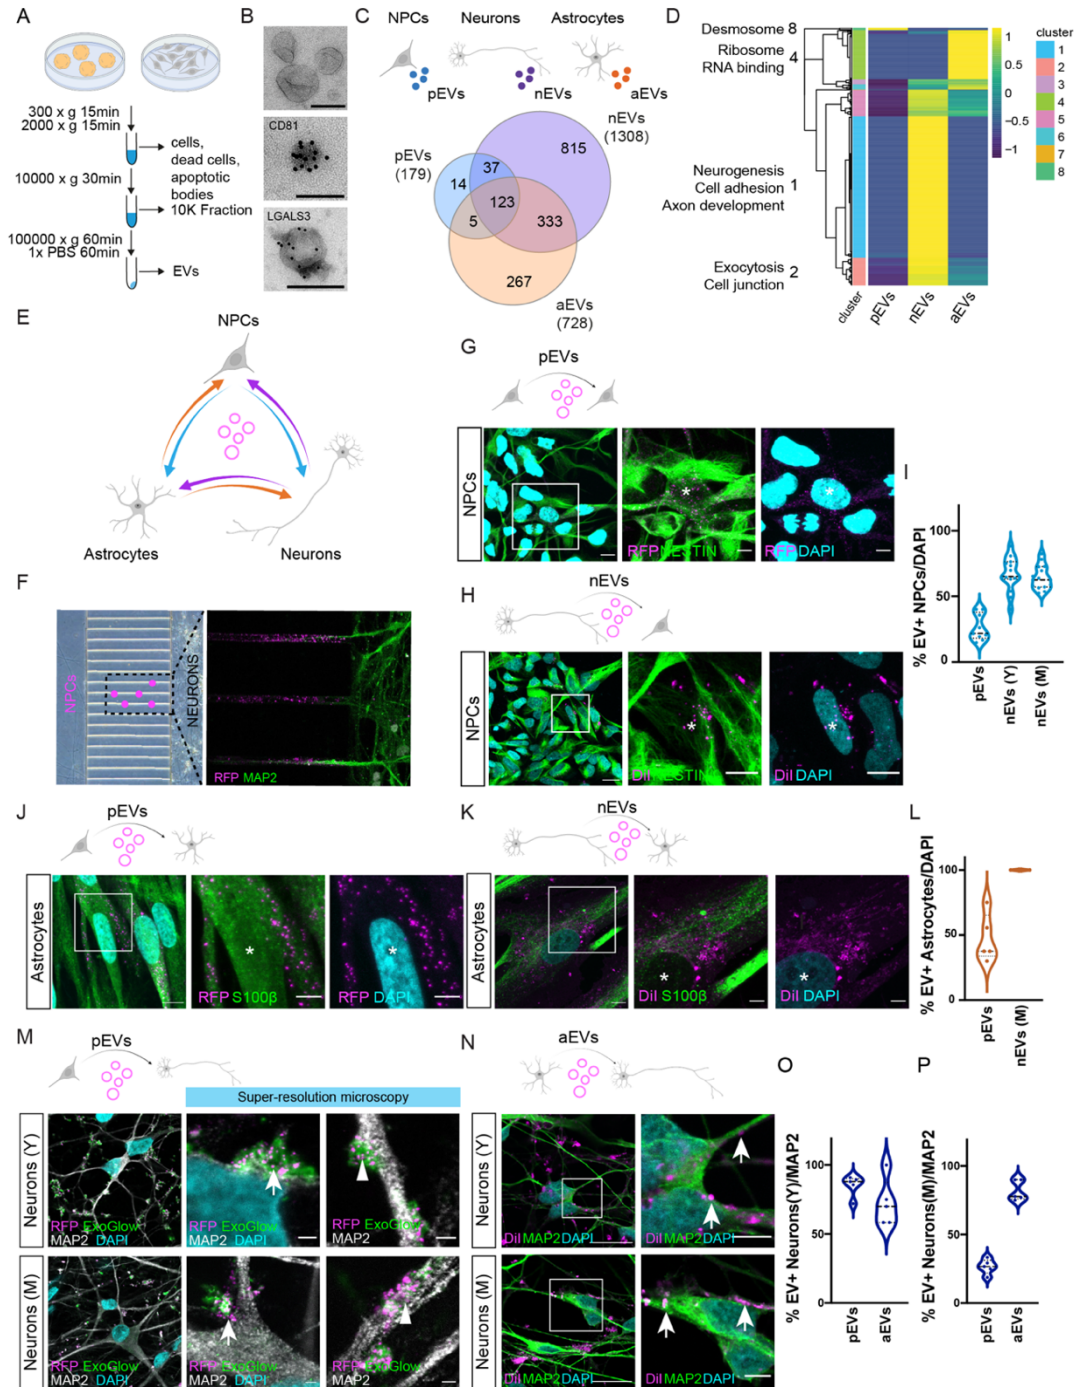 A
300 x g 15min
2000 x g 15min
cells,
dead cells,
apoptotic
bodies
10000 x g 30min
10K Fraction
100000 x g 60min
1x PBS 60min
EVs
B
CD81
LGALS3
C
NPCs
Neurons
Astrocytes
pEVs
nEVs
aEVs
nEVs
(1308)
pEVs
(179)
815
37
14
123
5
333
267
aEVs
(728)
D
Desmosome 8
Ribosome
RNA binding
4
Neurogenesis
Cell adhesion
Axon development
1
Exocytosis
Cell junction
2
cluster
pEVs
nEVs
aEVs
1
0.5
0
−0.5
−1
cluster
1
2
3
4
5
6
7
8
E
NPCs
Astrocytes
Neurons
F
NPCs
NEURONS
RFP MAP2
G
pEVs
NPCs
RFP NESTIN
RFP DAPI
*
*
H
nEVs
NPCs
DiI NESTIN
DiI DAPI
*
*
I
% EV+ NPCs/DAPI
100
50
0
pEVs
nEVs (Y)
nEVs (M)
J
pEVs
Astrocytes
RFP S100β
RFP DAPI
*
*
K
nEVs
DiI S100β
DiI DAPI
*
*
L
% EV+ Astrocytes/DAPI
100
50
0
pEVs
nEVs (M)
M
pEVs
Super-resolution microscopy
Neurons (Y)
RFP ExoGlow
MAP2 DAPI
RFP ExoGlow
MAP2 DAPI
RFP ExoGlow
MAP2
Neurons (M)
RFP ExoGlow
MAP2 DAPI
RFP ExoGlow
MAP2 DAPI
RFP ExoGlow
MAP2
N
aEVs
Neurons (Y)
DiI MAP2 DAPI
DiI MAP2 DAPI
Neurons (M)
DiI MAP2 DAPI
DiI MAP2 DAPI
O
% EV+ Neurons(Y)/MAP2
100
50
0
pEVs
aEVs
P
% EV+ Neurons(M)/MAP2
100
50
0
pEVs
aEVs